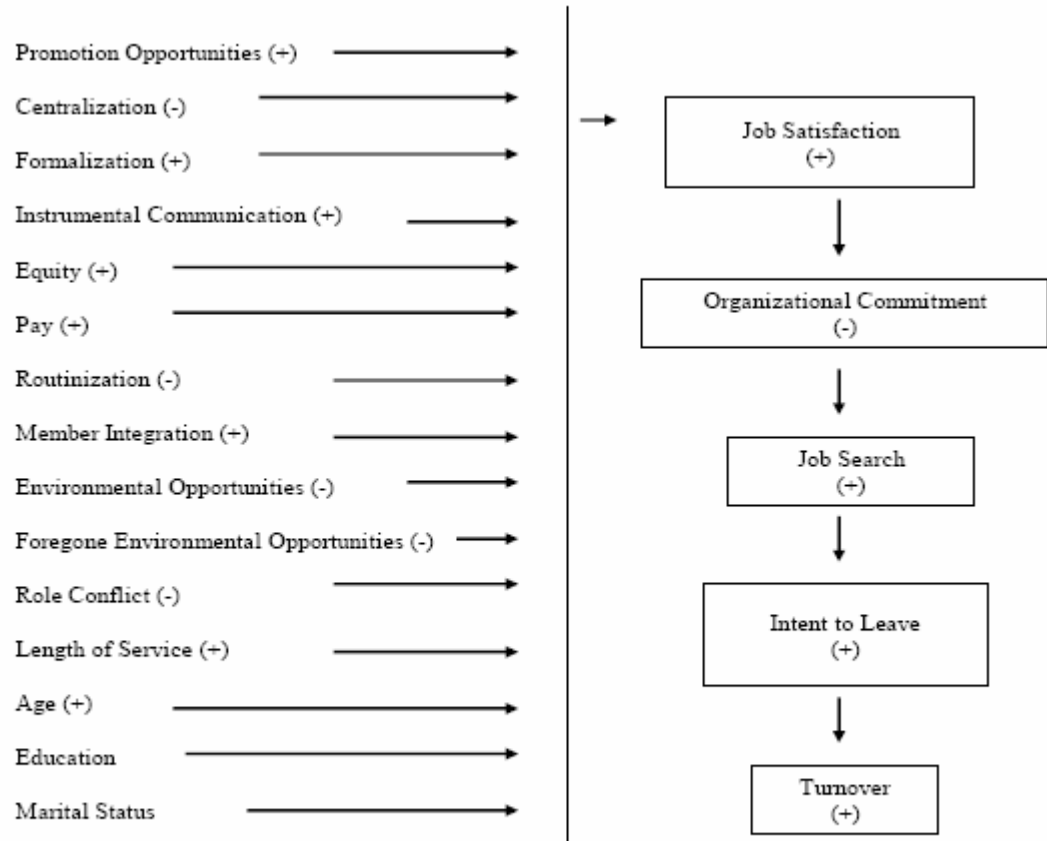 Promotion Opportunities (+)
Centralization (-)
Formalization (+)
Instrumental Communication (+)
Equity (+)
Pay (+)
Routinization (-)
Member Integration (+)
Environmental Opportunities (-)
Foregone Environmental Opportunities (-)
Role Conflict (-)
Length of Service (+)
Age (+)
Education
Marital Status
Job Satisfaction
(+)
Organizational Commitment
(-)
Job Search
(+)
Intent to Leave
(+)
Turnover
(+)